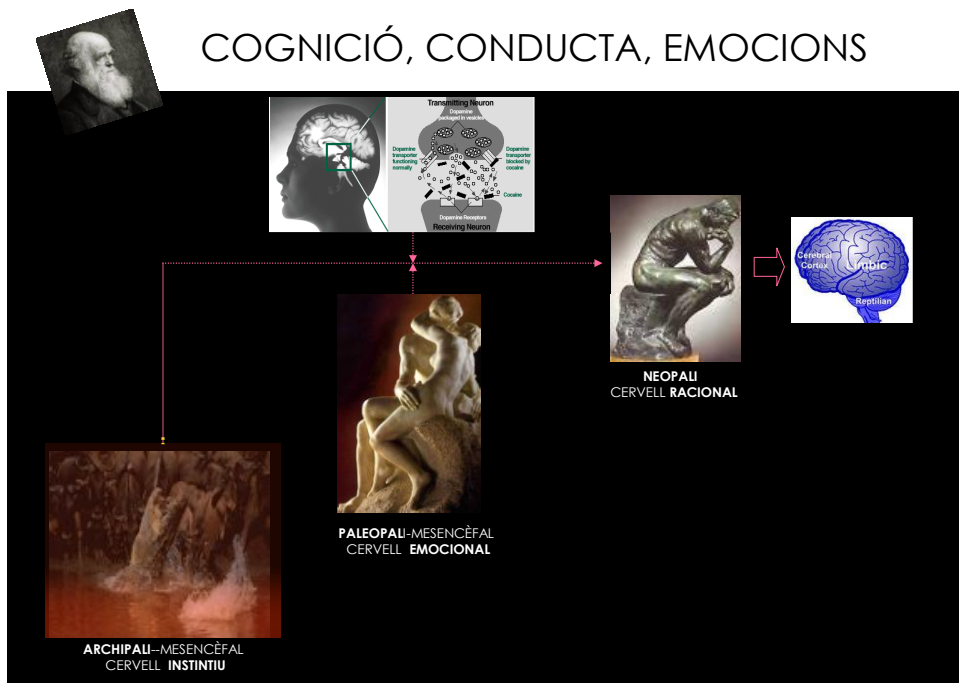 COGNICIÓ, CONDUCTA, EMOCIONS
Transmitting Neuron
Dopamine
packaged in vesicles
Dopamine
transporter
functioning
normally
Dopamine
transporter
blocked by
cocaine
Cocaine
Dopamine Receptors
Receiving Neuron
Cerebral
Cortex
Limbic
Reptilian
NEOPALI
CERVELL RACIONAL
PALEOPALI-MESENCÈFAL
CERVELL EMOCIONAL
ARCHIPALI--MESENCÈFAL
CERVELL INSTINTIU